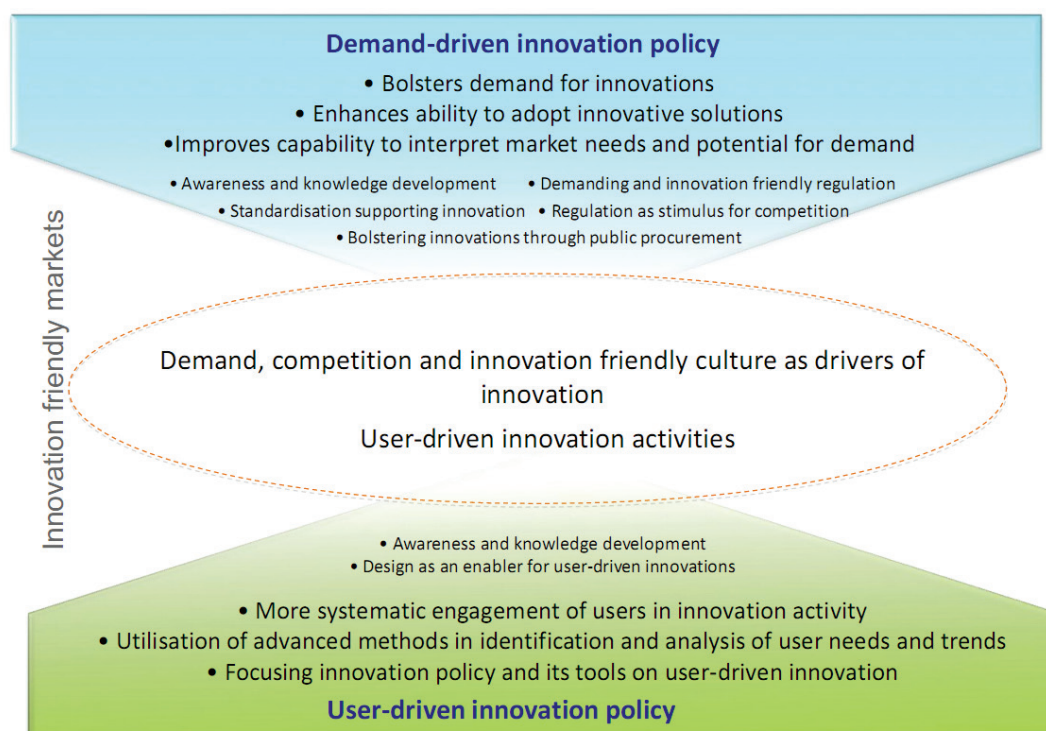 Demand-driven innovation policy
• Bolsters demand for innovations
• Enhances ability to adopt innovative solutions
•Improves capability to interpret market needs and potential for demand
• Awareness and knowledge development • Demanding and innovation friendly regulation
• Standardisation supporting innovation • Regulation as stimulus for competition
• Bolstering innovations through public procurement
Innovation friendly markets
Demand, competition and innovation friendly culture as drivers of
innovation
User-driven innovation activities
• Awareness and knowledge development
• Design as an enabler for user-driven innovations
• More systematic engagement of users in innovation activity
• Utilisation of advanced methods in identification and analysis of user needs and trends
• Focusing innovation policy and its tools on user-driven innovation
User-driven innovation policy